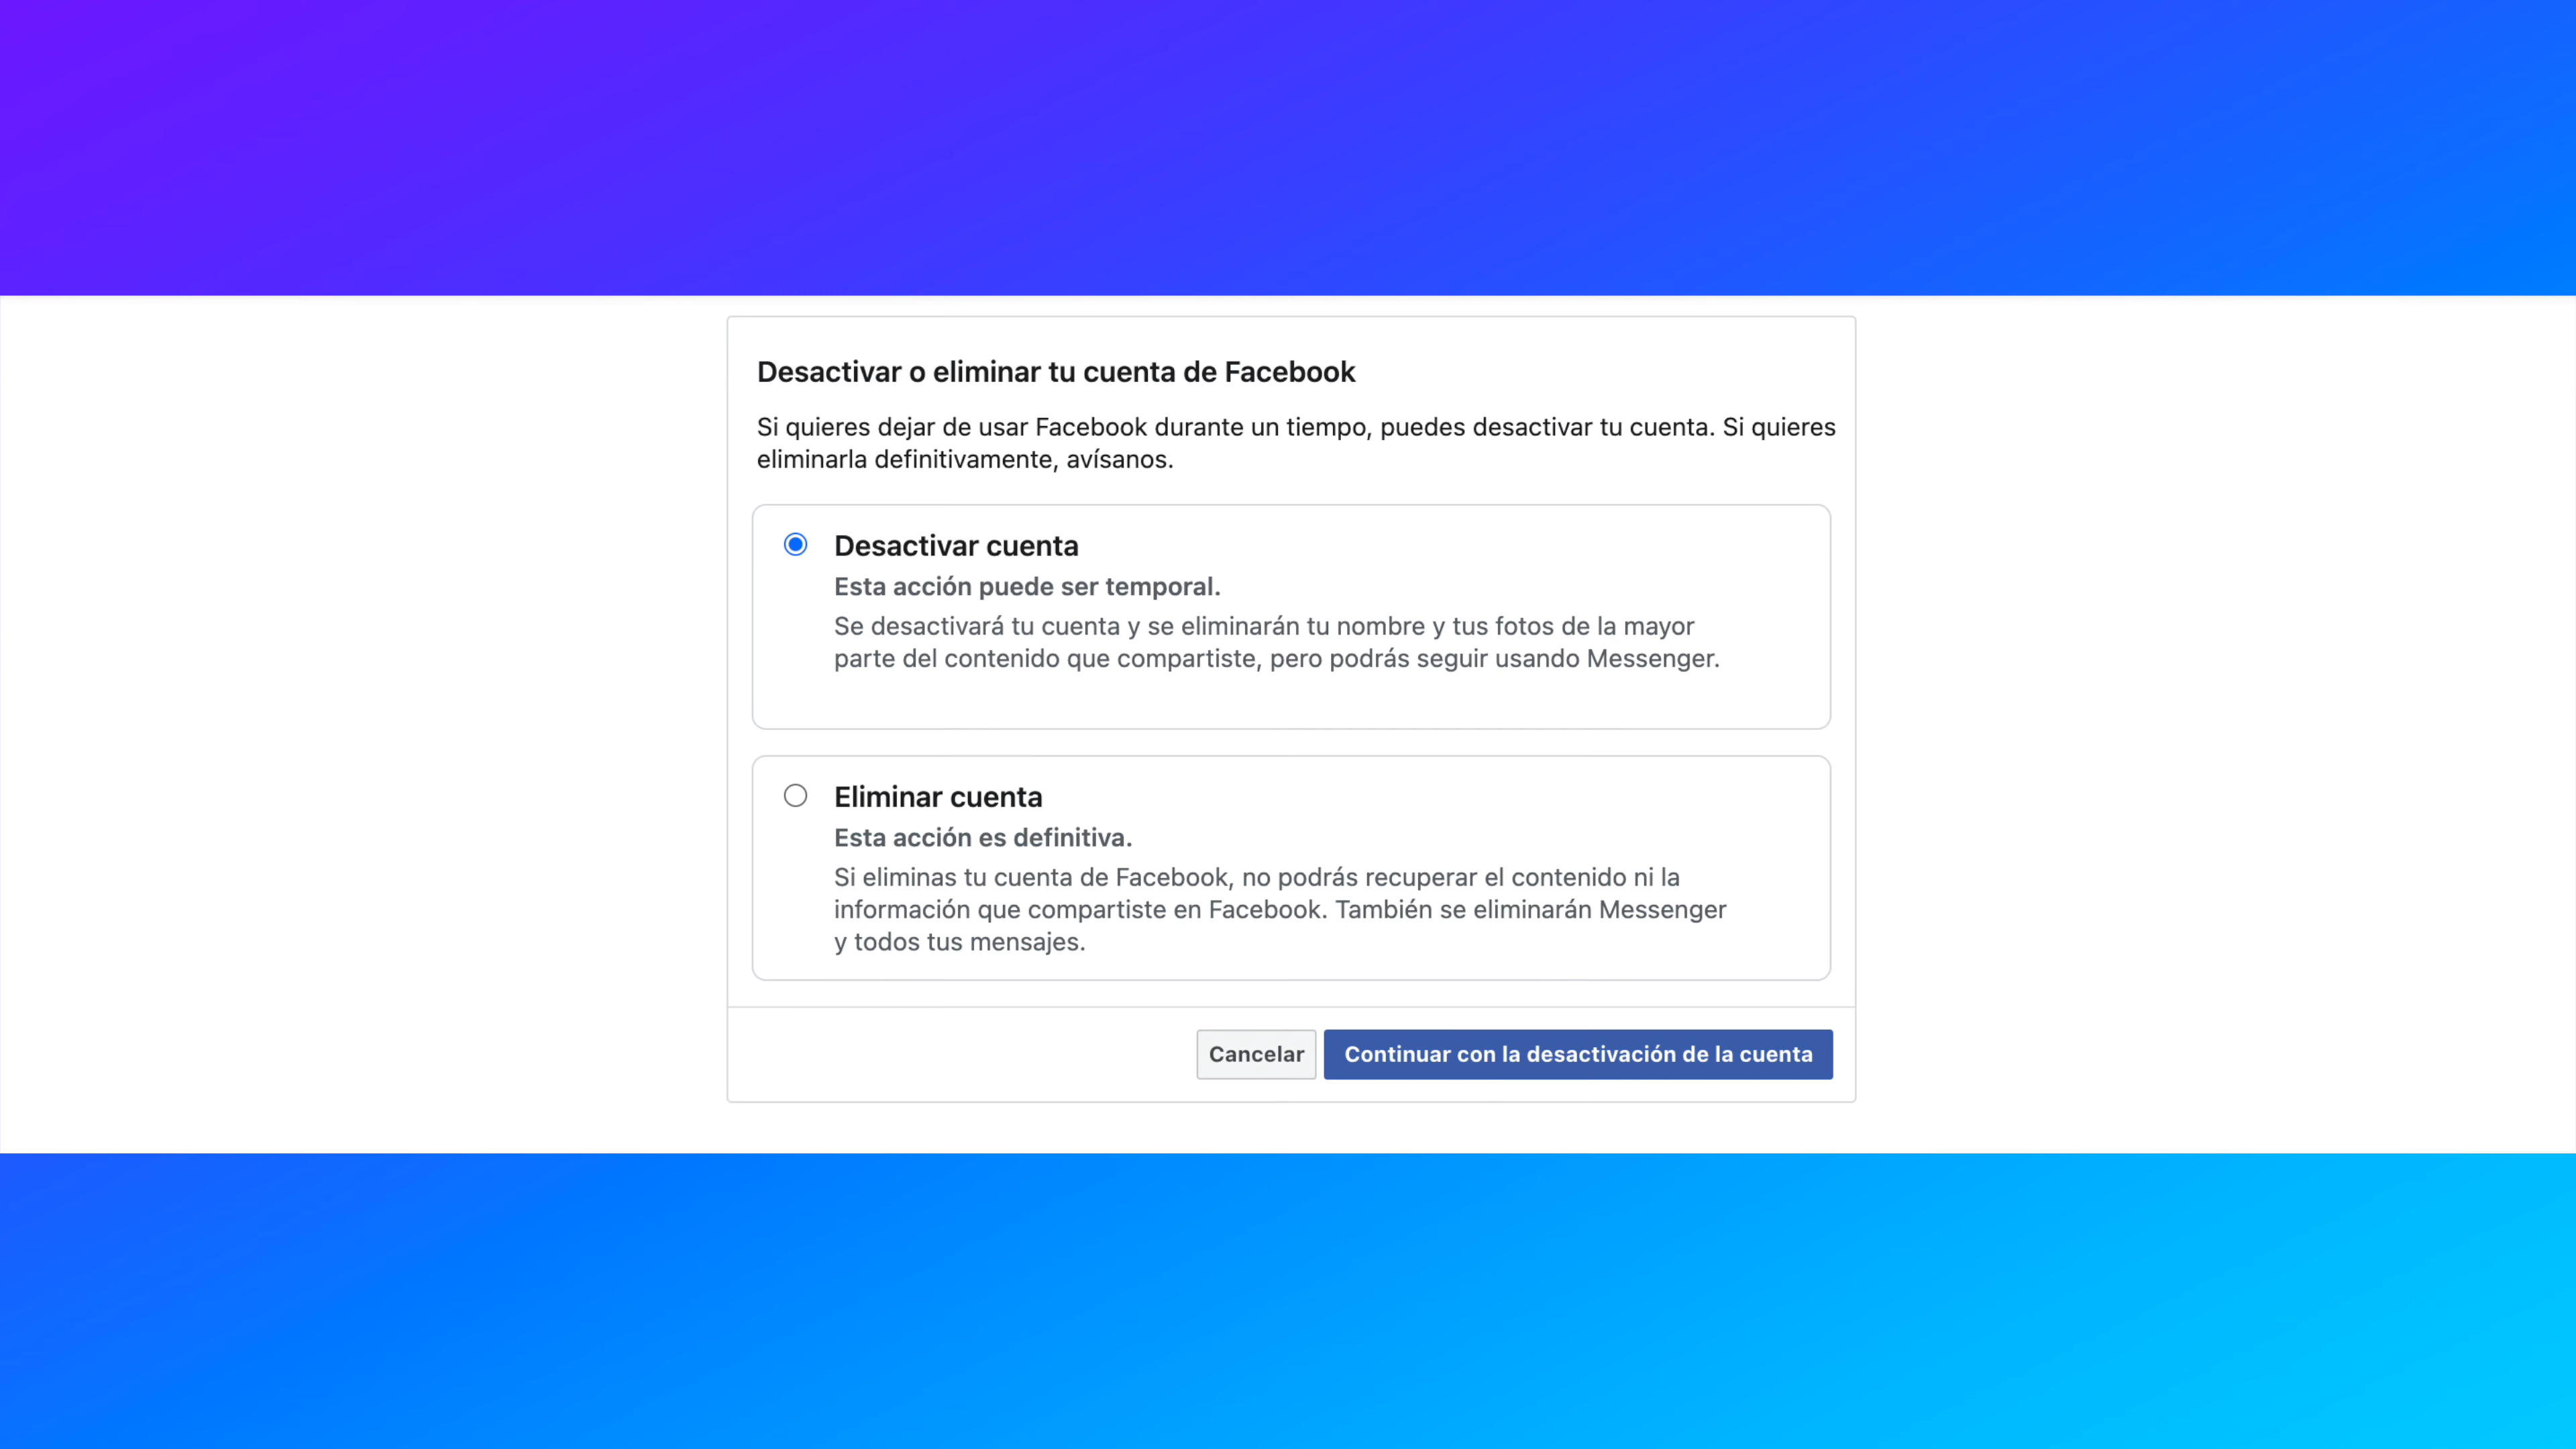 Desactivar o eliminar tu cuenta de Facebook
Si quieres dejar de usar Facebook durante un tiempo, puedes desactivar tu cuenta. Si quieres
eliminarla definitivamente, avísanos.
Desactivar cuenta
Esta acción puede ser temporal.
Se desactivará tu cuenta y se eliminarán tu nombre y tus fotos de la mayor
parte del contenido que compartiste, pero podrás seguir usando Messenger.
Eliminar cuenta
Esta acción es definitiva.
Si eliminas tu cuenta de Facebook, no podrás recuperar el contenido ni la
información que compartiste en Facebook. También se eliminarán Messenger
y todos tus mensajes.
Cancelar
Continuar con la desactivación de la cuenta